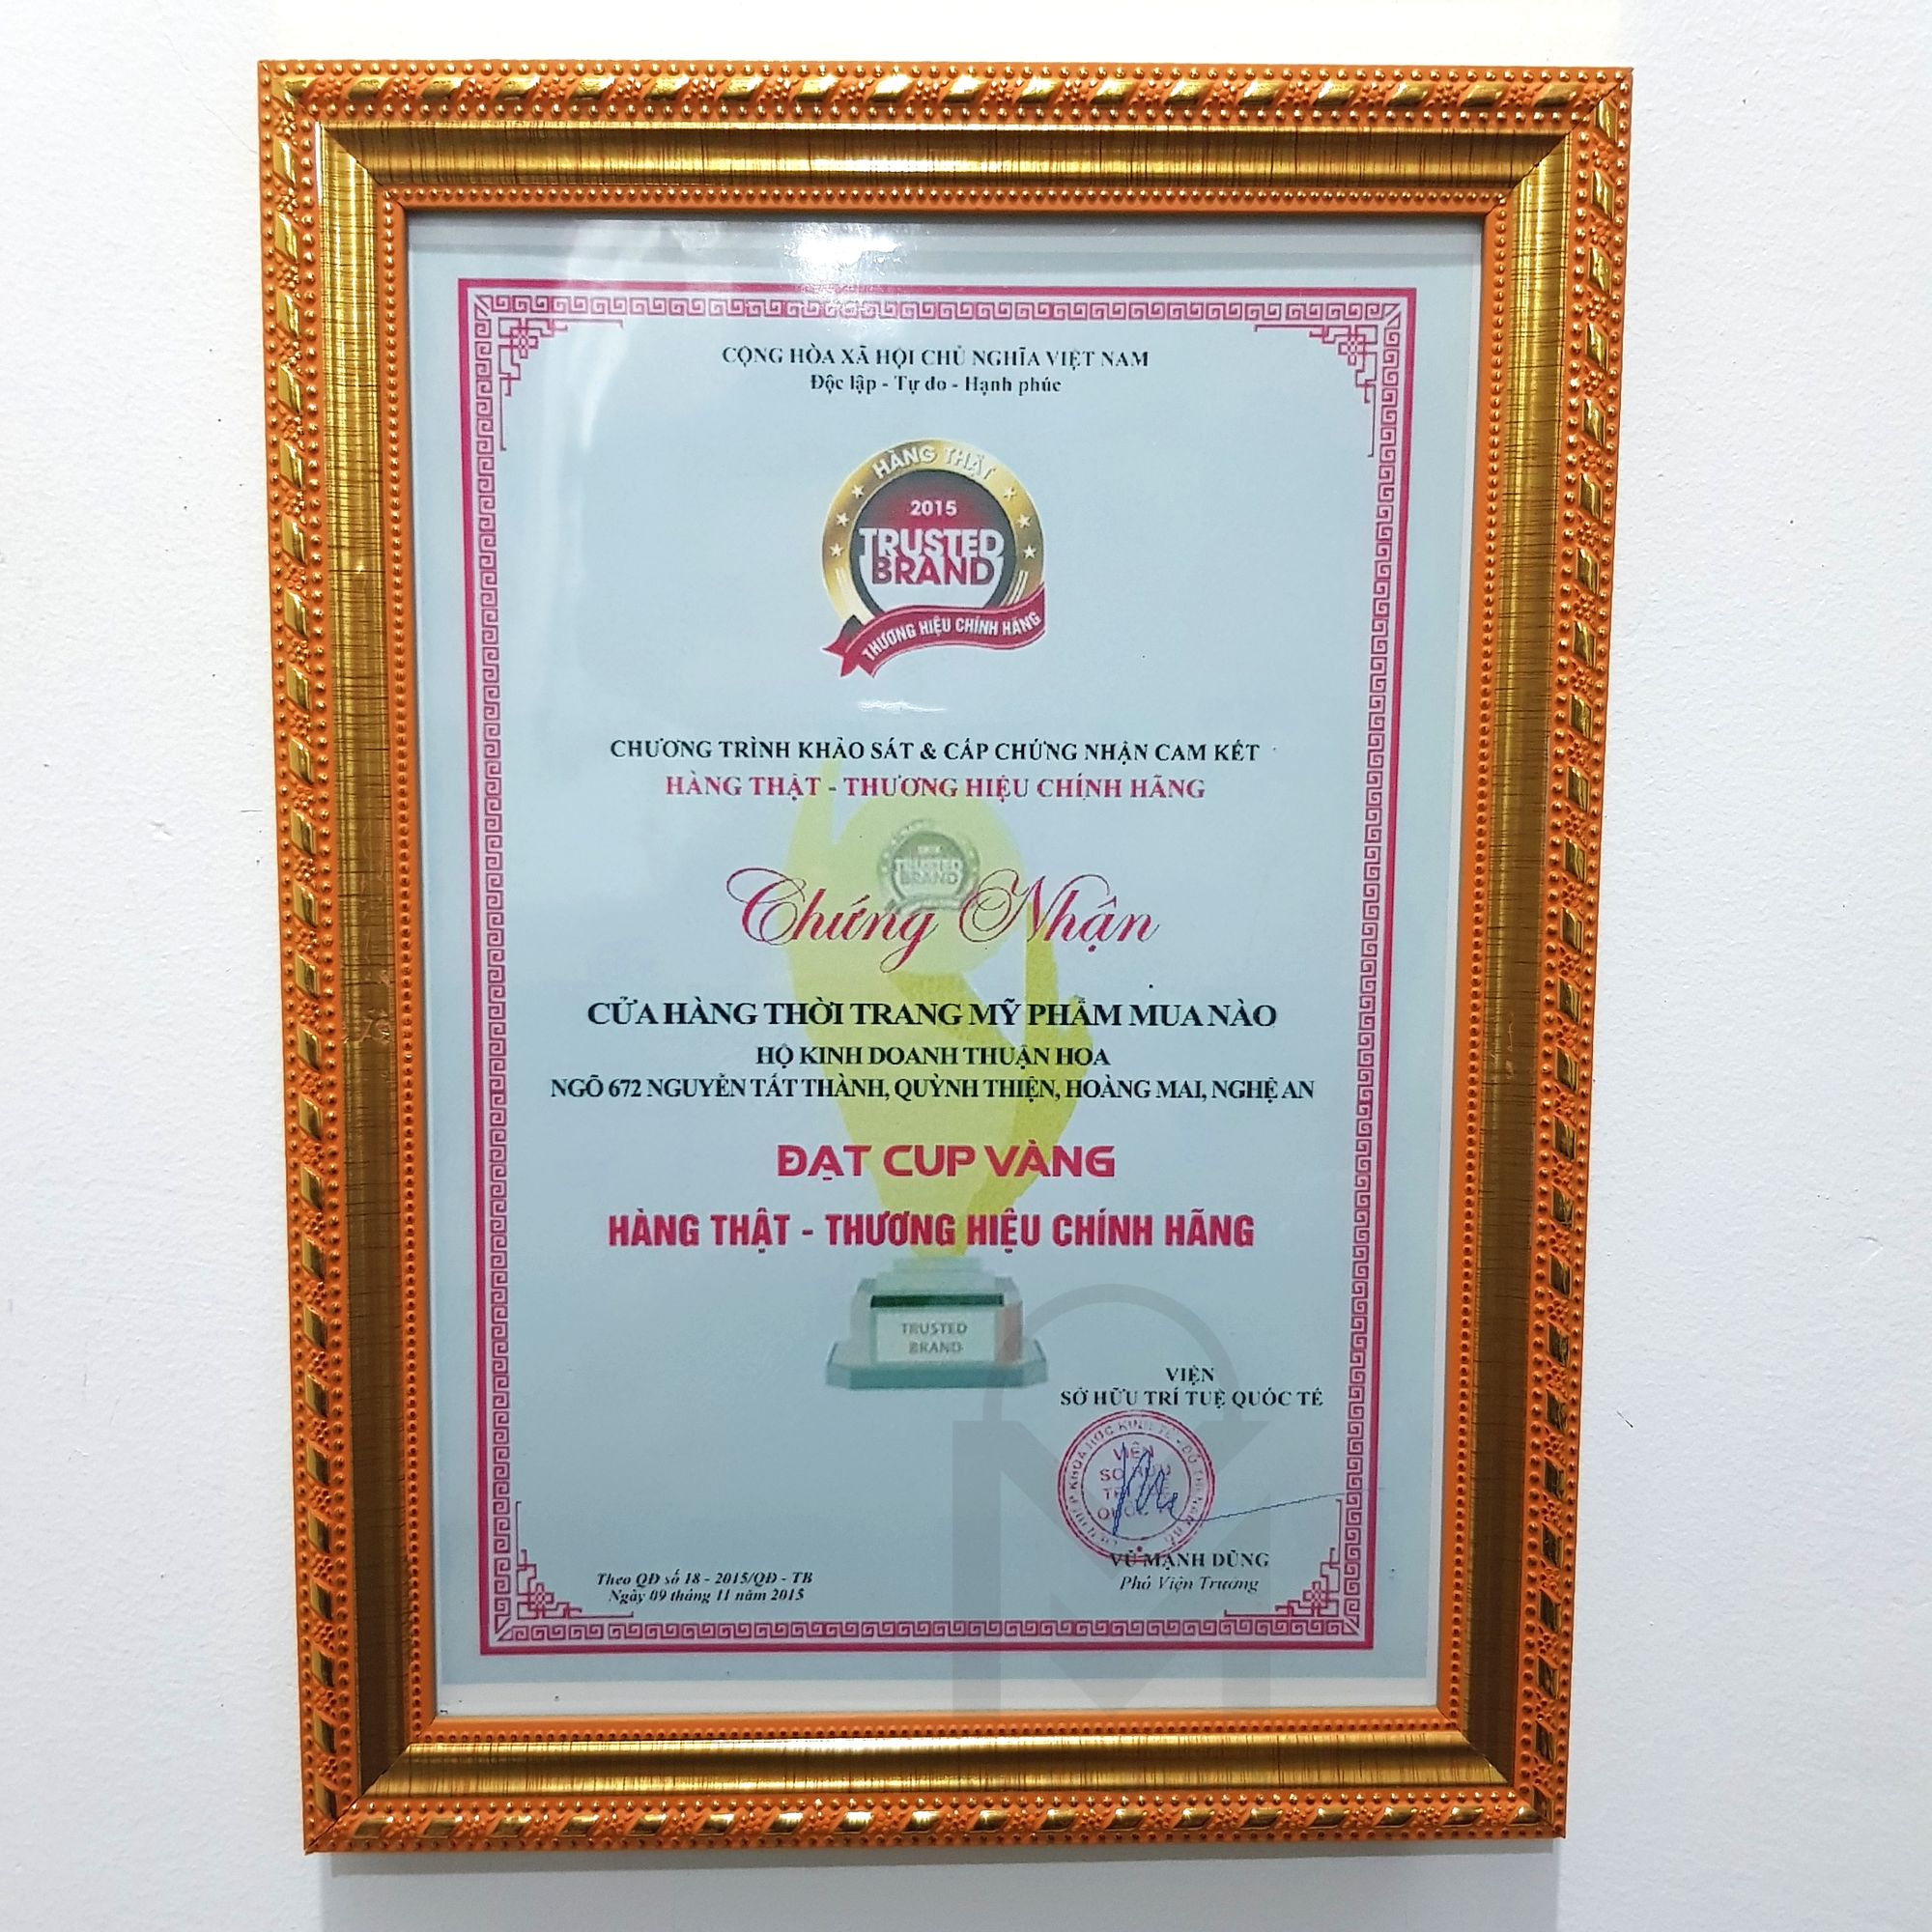 CỘNG HÒA XÃ HỘI CHỦ NGHĨA VIỆT NAM
Độc lập - Tự do - Hạnh phúc
HÀNG THẬT
2015
TRUSTED
BRAND
THƯƠNG HIỆU CHÍNH HÃNG
CHƯƠNG TRÌNH KHẢO SÁT & CẤP CHỨNG NHẬN CAM KẾT
HÀNG THẬT - THƯƠNG HIỆU CHÍNH HÃNG
TRUSTED
BRAND
Chứng Nhận
CỬA HÀNG THỜI TRANG MỸ PHẨM MUA NÀO
HỘ KINH DOANH THUẬN HOA
NGÕ 672 NGUYỄN TẤT THÀNH, QUỲNH THIỆN, HOÀNG MAI, NGHỆ AN
ĐẠT CUP VÀNG
HÀNG THẬT - THƯƠNG HIỆU CHÍNH HÃNG
TRUSTED
BRAND
VIỆN
SỞ HỮU TRÍ TUỆ QUỐC TẾ
VIỆN
VŨ MẠNH DŨNG
Phó Viện Trưởng
Theo QĐ số 18 - 2015/QĐ - TB
Ngày 09 tháng 11 năm 2015